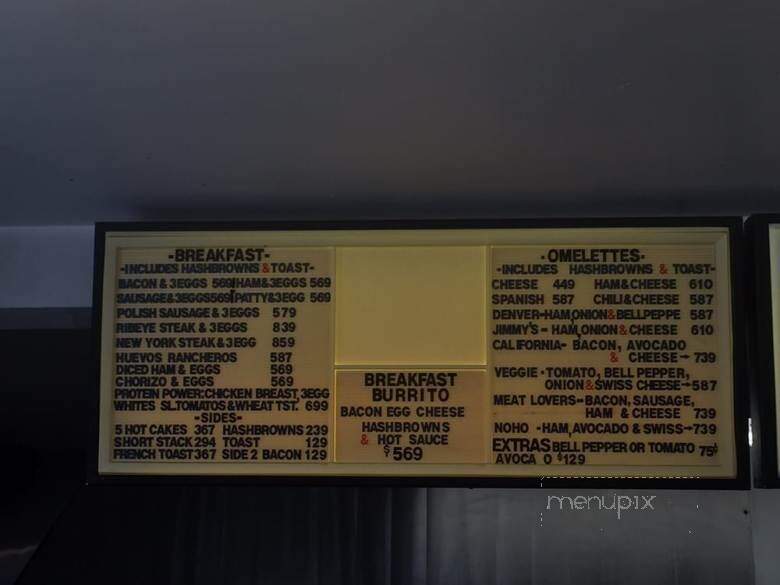 -BREAKFAST-
-INCLUDES HASHBROWNS & TOAST-
BACON & 3EGGS 569 HAM & 3EGGS 569
SAUSAGE & 3EGGS 569 PATTY & 3EGG 569
POLISH SAUSAGE & 3 EGGS 579
RIBEYE STEAK & 3EGGS 839
NEW YORK STEAK & 3 EGG 859
HUEVOS RANCHEROS 587
DICED HAM & EGGS 569
CHORIZO & EGGS 569
PROTEIN POWER:CHICKEN BREAST, 3EGG
WHITES SL.TOMATOS & WHEAT TST. 699
-SIDES-
5 HOT CAKES 367 HASHBROWNS 239
SHORT STACK 294 TOAST 129
FRENCH TOAST 367 SIDE 2 BACON 129
BREAKFAST
BURRITO
BACON EGG CHEESE
HASHBROWNS
& HOT SAUCE
$569
-OMELETTES-
-INCLUDES HASHBROWNS & TOAST-
CHEESE 449 HAM & CHEESE 610
SPANISH 587 CHILI & CHEESE 587
DENVER-HAM,ONION & BELLPEPPE 587
JIMMY'S - HAM,ONION & CHEESE 610
CALIFORNIA- BACON, AVOCADO
& CHEESE- 739
VEGGIE - TOMATO, BELL PEPPER,
ONION & SWISS CHEESE-587
MEAT LOVERS-BACON, SAUSAGE,
HAM & CHEESE 739
NOHO -HAM, AVOCADO & SWISS-739
EXTRAS BELL PEPPER OR TOMATO 75¢
AVOCA O $129
menupix